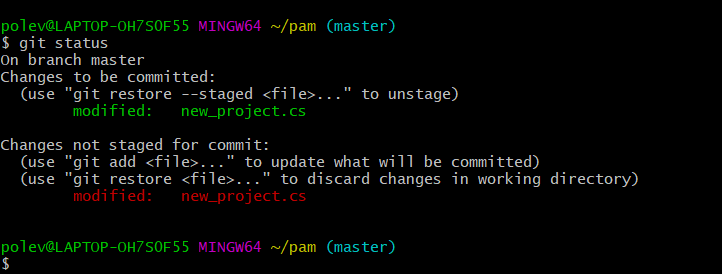 polev@LAPTOP-OH7S0F55 MINGW64 ~/pam (master)
$ git status
On branch master
Changes to be committed:
  (use "git restore --staged <file>..." to unstage)
        modified:   new_project.cs

Changes not staged for commit:
  (use "git add <file>..." to update what will be committed)
  (use "git restore <file>..." to discard changes in working directory)
        modified:   new_project.cs

polev@LAPTOP-OH7S0F55 MINGW64 ~/pam (master)
$